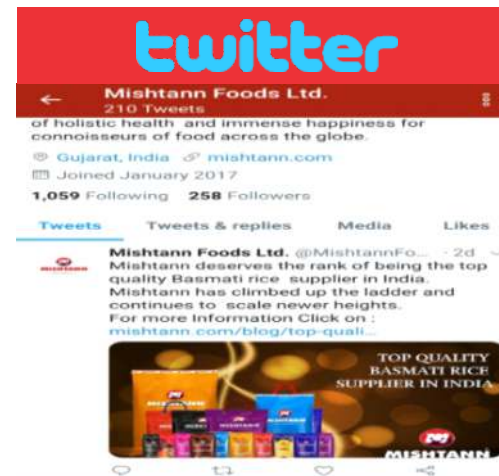 twitter
Mishtann Foods Ltd.
210 Tweets
of holistic health and immense happiness for
connoisseurs of food across the globe.
Gujarat, India mishtann.com
Joined January 2017
1,059 Following 258 Followers
Tweets Tweets & replies Media Likes
Mishtann Foods Ltd. @MishtannFo... · 2d
Mishtann deserves the rank of being the top
quality Basmati rice supplier in India.
Mishtann has climbed up the ladder and
continues to scale newer heights.
For more Information Click on :
mishtann.com/blog/top-quali...
TOP QUALITY
BASMATI RICE
SUPPLIER IN INDIA
MISHTANN